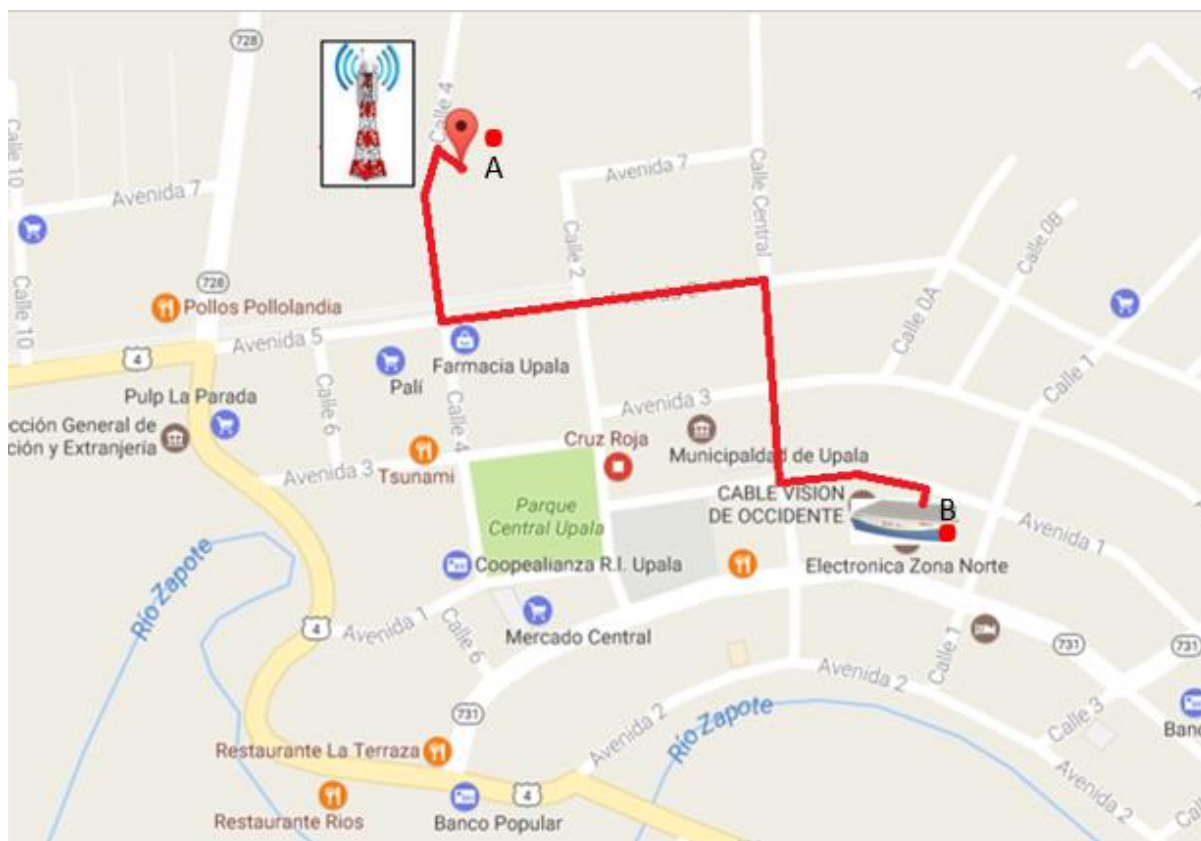 728
Calle 4
A
Calle 10
Avenida 7
Avenida 7
Calle Central
Calle 2
Calle 0B
728
Pollos Pollolandia
Calle 10
Calle 0A
4
Avenida 5
Farmacia Upala
Palí
Calle 1
Pulp La Parada
Calle 6
Calle 4
Avenida 3
ección General de
ción y Extranjería
Cruz Roja
Municipaldad de Upala
Avenida 3
Tsunami
Parque
Central Upala
CABLE VISION
DE OCCIDENTE
B
Avenida 1
Coopealianza R.l. Upala
Electronica Zona Norte
Río Zapote
4
Avenida 1
Calle 6
Mercado Central
Calle 1
731
731
Avenida 2
731
Avenida 2
Río Zapote
Calle 3
Banc
Restaurante La Terraza
4
Avenida 2
Restaurante Rios
Banco Popular